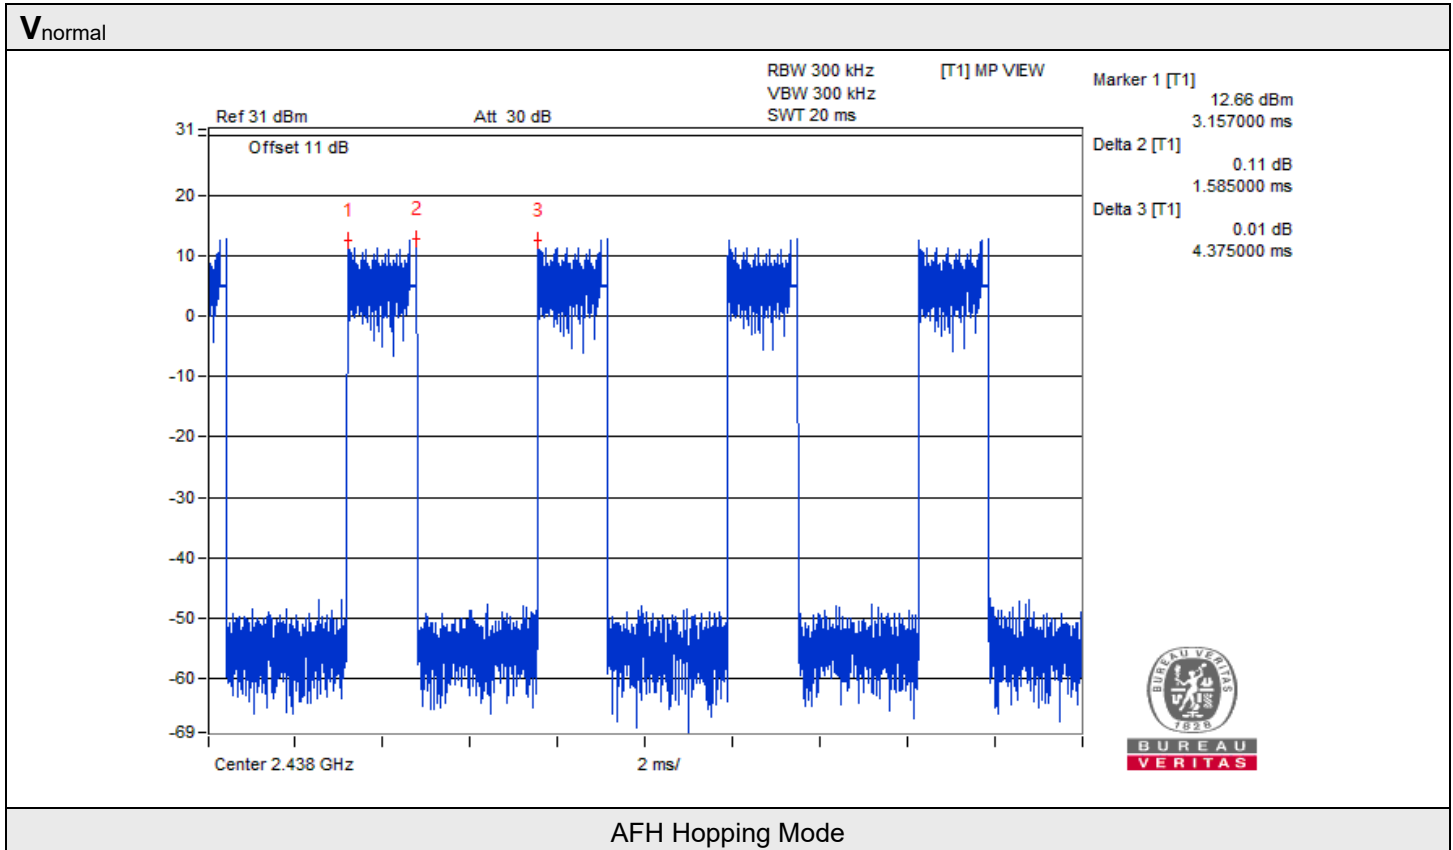 Vnormal
RBW 300 kHz [T1] MP VIEW
VBW 300 kHz
Ref 31 dBm Att 30 dB SWT 20 ms
Marker 1 [T1]
12.66 dBm
3.157000 ms
Delta 2 [T1]
0.11 dB
1.585000 ms
Delta 3 [T1]
0.01 dB
4.375000 ms
31
Offset 11 dB
20
1 2 3
10
0
-10
-20
-30
-40
-50
-60
-69
Center 2.438 GHz 2 ms/
BUREAU VERITAS
1828
BUREAU
VERITAS
AFH Hopping Mode